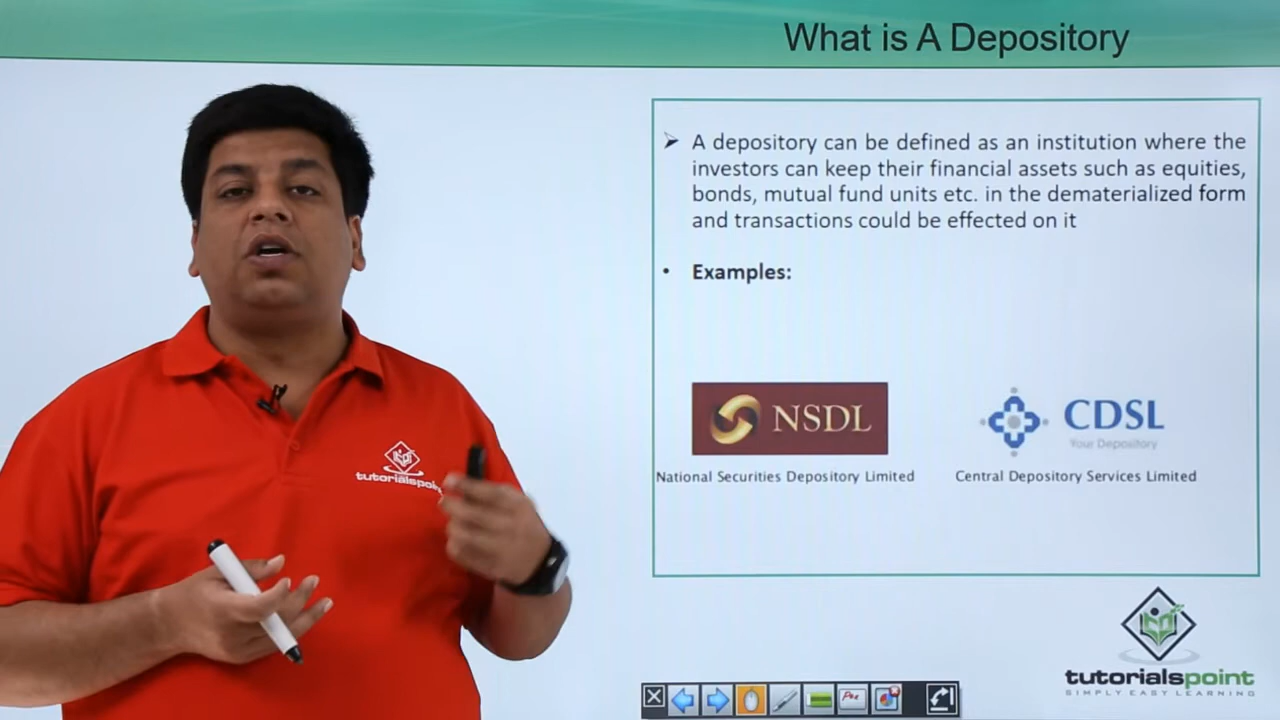 What is A Depository
A depository can be defined as an institution where the
investors can keep their financial assets such as equities,
bonds, mutual fund units etc. in the dematerialized form
and transactions could be effected on it
Examples:
NSDL
CDSL
Your Depository
National Securities Depository Limited
Central Depository Services Limited
tutorialspoint
tutorialspoint
SIMPLY EASY LEARNING
Pen